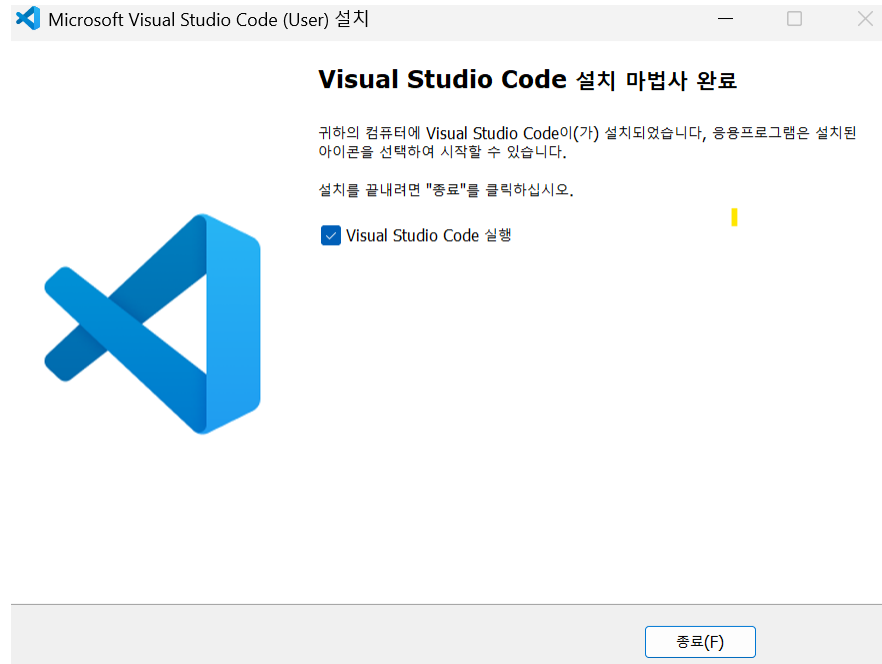 Microsoft Visual Studio Code (User) 설치
Visual Studio Code 설치 마법사 완료
귀하의 컴퓨터에 Visual Studio Code이(가) 설치되었습니다, 응용프로그램은 설치된
아이콘을 선택하여 시작할 수 있습니다.
설치를 끝내려면 "종료"를 클릭하십시오.
Visual Studio Code 실행
종료(F)